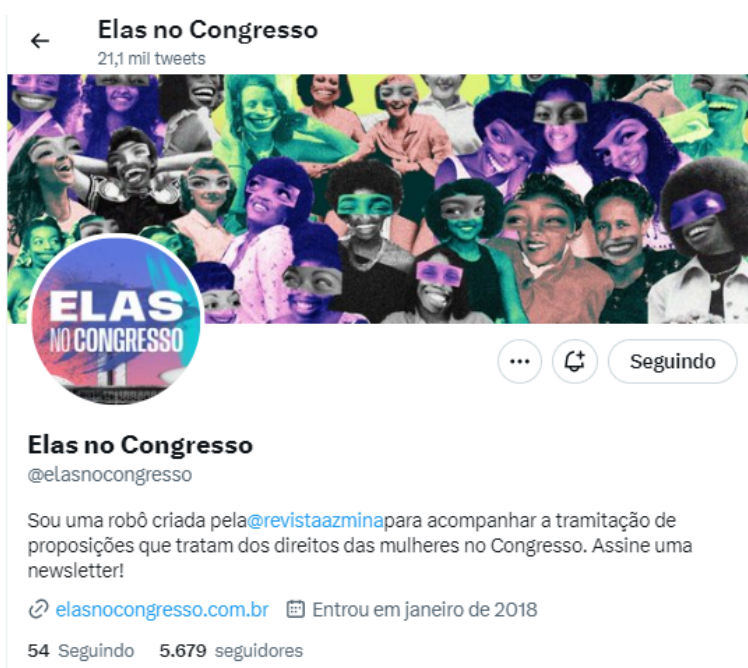 Elas no Congresso
21,1 mil tweets
ELAS
NO CONGRESSO
Seguindo
Elas no Congresso
@elasnocongresso
Sou uma robô criada pela@revistaazminapara acompanhar a tramitação de
proposições que tratam dos direitos das mulheres no Congresso. Assine uma
newsletter!
elasnocongresso.com.br Entrou em janeiro de 2018
54 Seguindo 5.679 seguidores